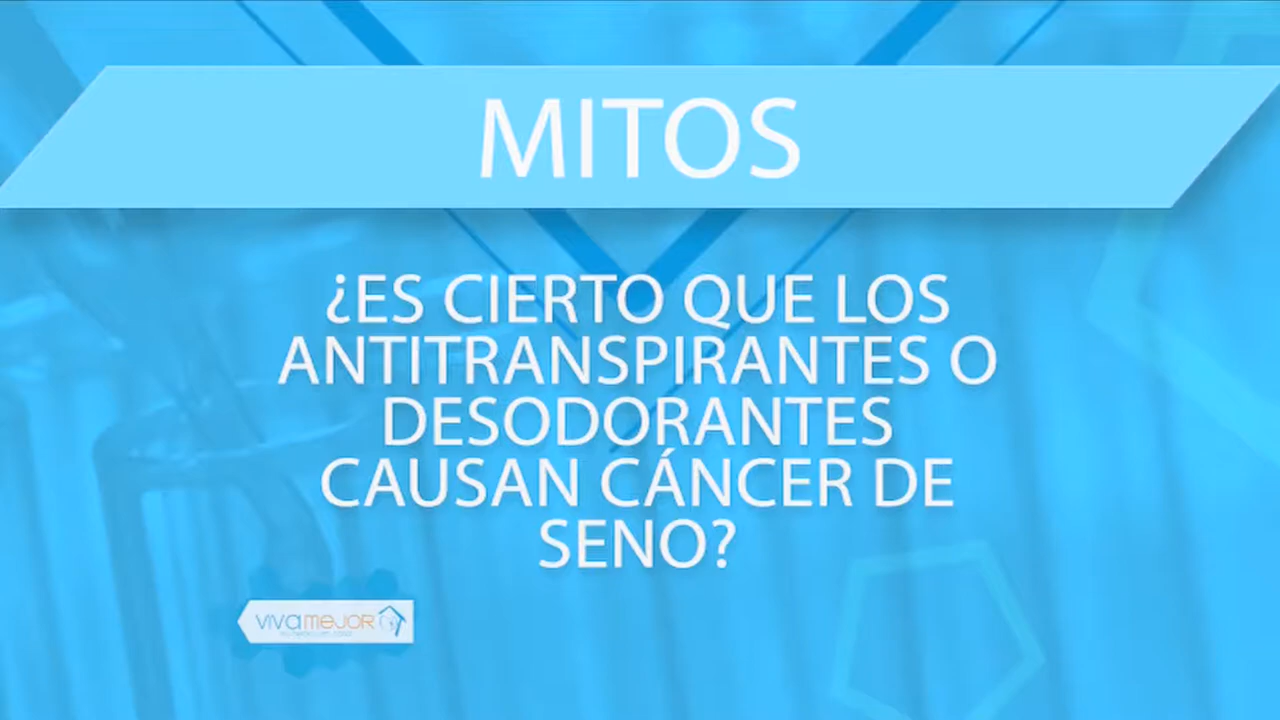 MITOS
¿ES CIERTO QUE LOS
ANTITRANSPIRANTES O
DESODORANTES
CAUSAN CÁNCER DE
SENO?
VIVAMEJOR